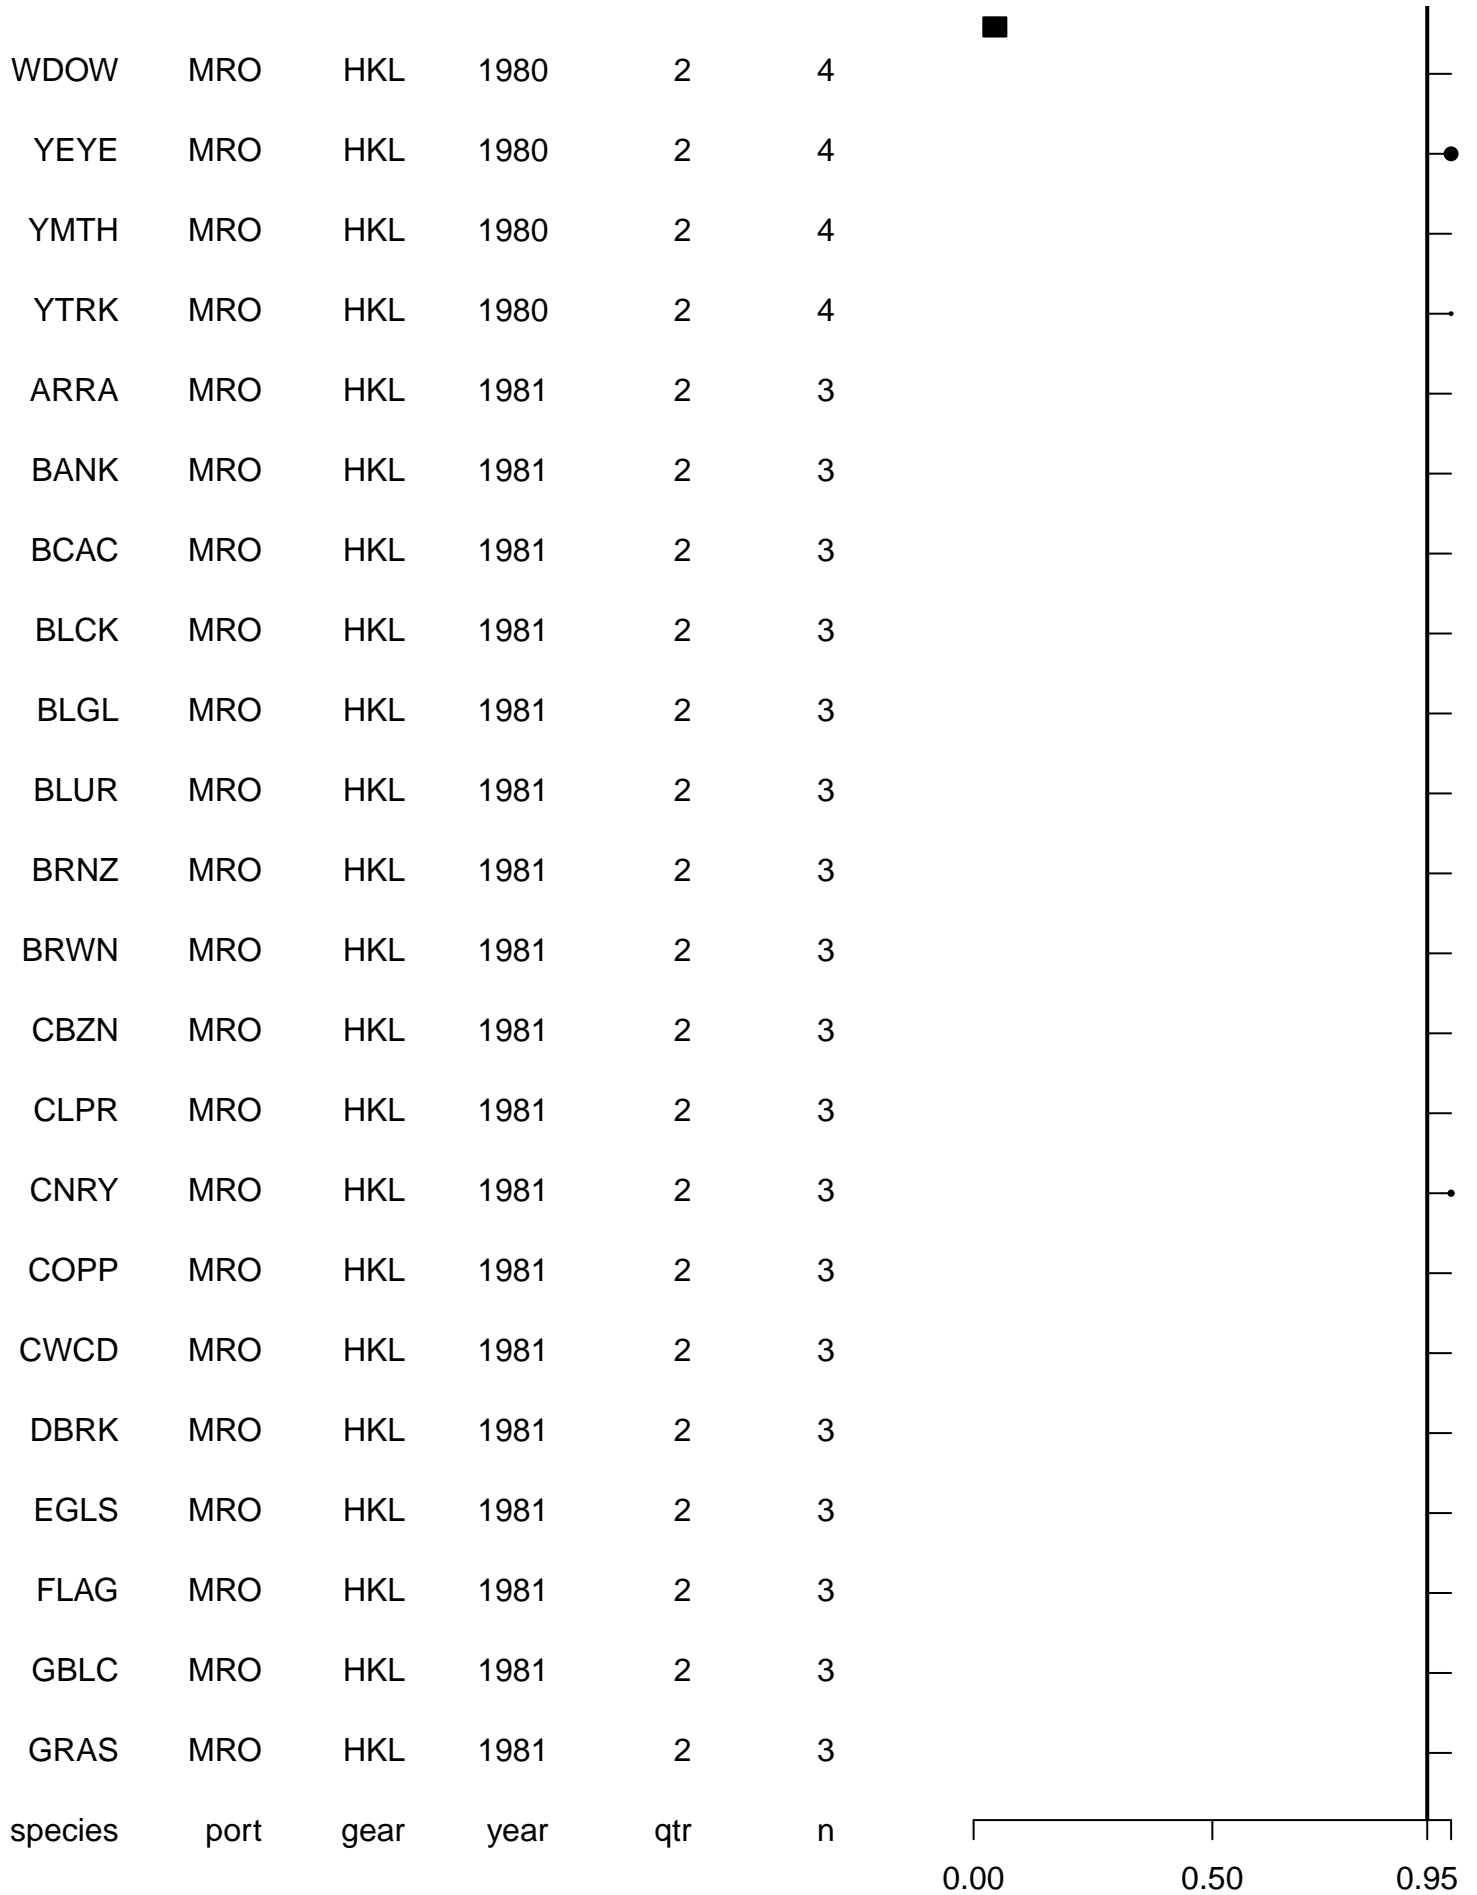 WDOW MRO HKL 1980 2 4
YEYE MRO HKL 1980 2 4
YMTH MRO HKL 1980 2 4
YTRK MRO HKL 1980 2 4
ARRA MRO HKL 1981 2 3
BANK MRO HKL 1981 2 3
BCAC MRO HKL 1981 2 3
BLCK MRO HKL 1981 2 3
BLGL MRO HKL 1981 2 3
BLUR MRO HKL 1981 2 3
BRNZ MRO HKL 1981 2 3
BRWN MRO HKL 1981 2 3
CBZN MRO HKL 1981 2 3
CLPR MRO HKL 1981 2 3
CNRY MRO HKL 1981 2 3
COPP MRO HKL 1981 2 3
CWCD MRO HKL 1981 2 3
DBRK MRO HKL 1981 2 3
EGLS MRO HKL 1981 2 3
FLAG MRO HKL 1981 2 3
GBLC MRO HKL 1981 2 3
GRAS MRO HKL 1981 2 3
species port gear year qtr n
0.00 0.50 0.95